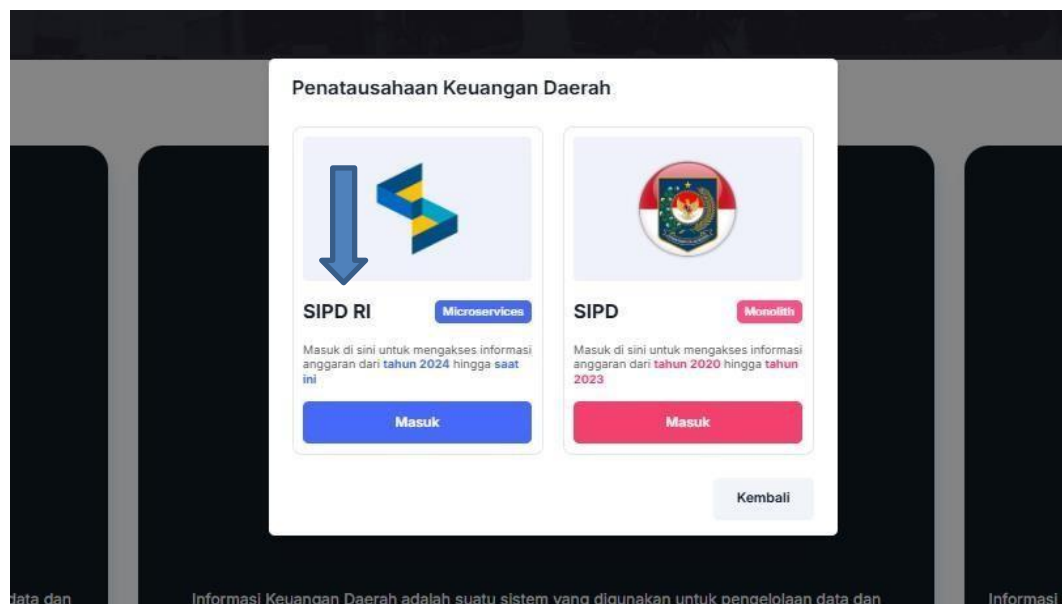 Penatausahaan Keuangan Daerah
SIPD RI
Microservices
Masuk di sini untuk mengakses informasi
anggaran dari tahun 2024 hingga saat
ini
Masuk
SIPD
Monolith
Masuk di sini untuk mengakses informasi
anggaran dari tahun 2020 hingga tahun
2023
Masuk
Kembali
data dan
Informasi Keuangan Daerah adalah suatu sistem yang digunakan untuk pengelolaan data dan
Informasi